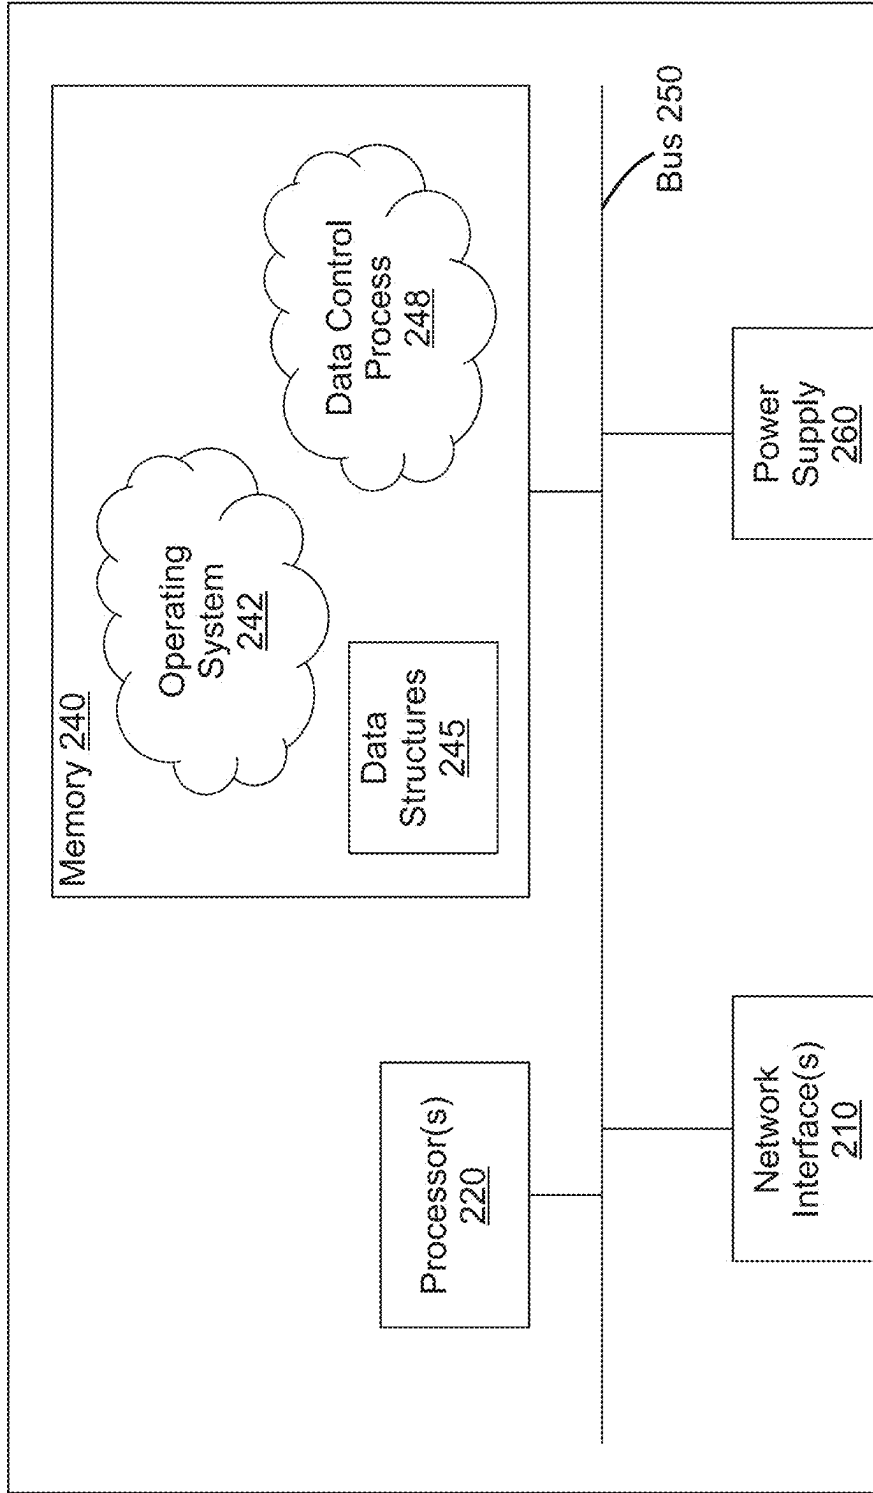 Memory 240
Operating
System
242
Data Control
Process
248
Data
Structures
245
Processor(s)
220
Bus 250
Network
Interface(s)
210
Power
Supply
260